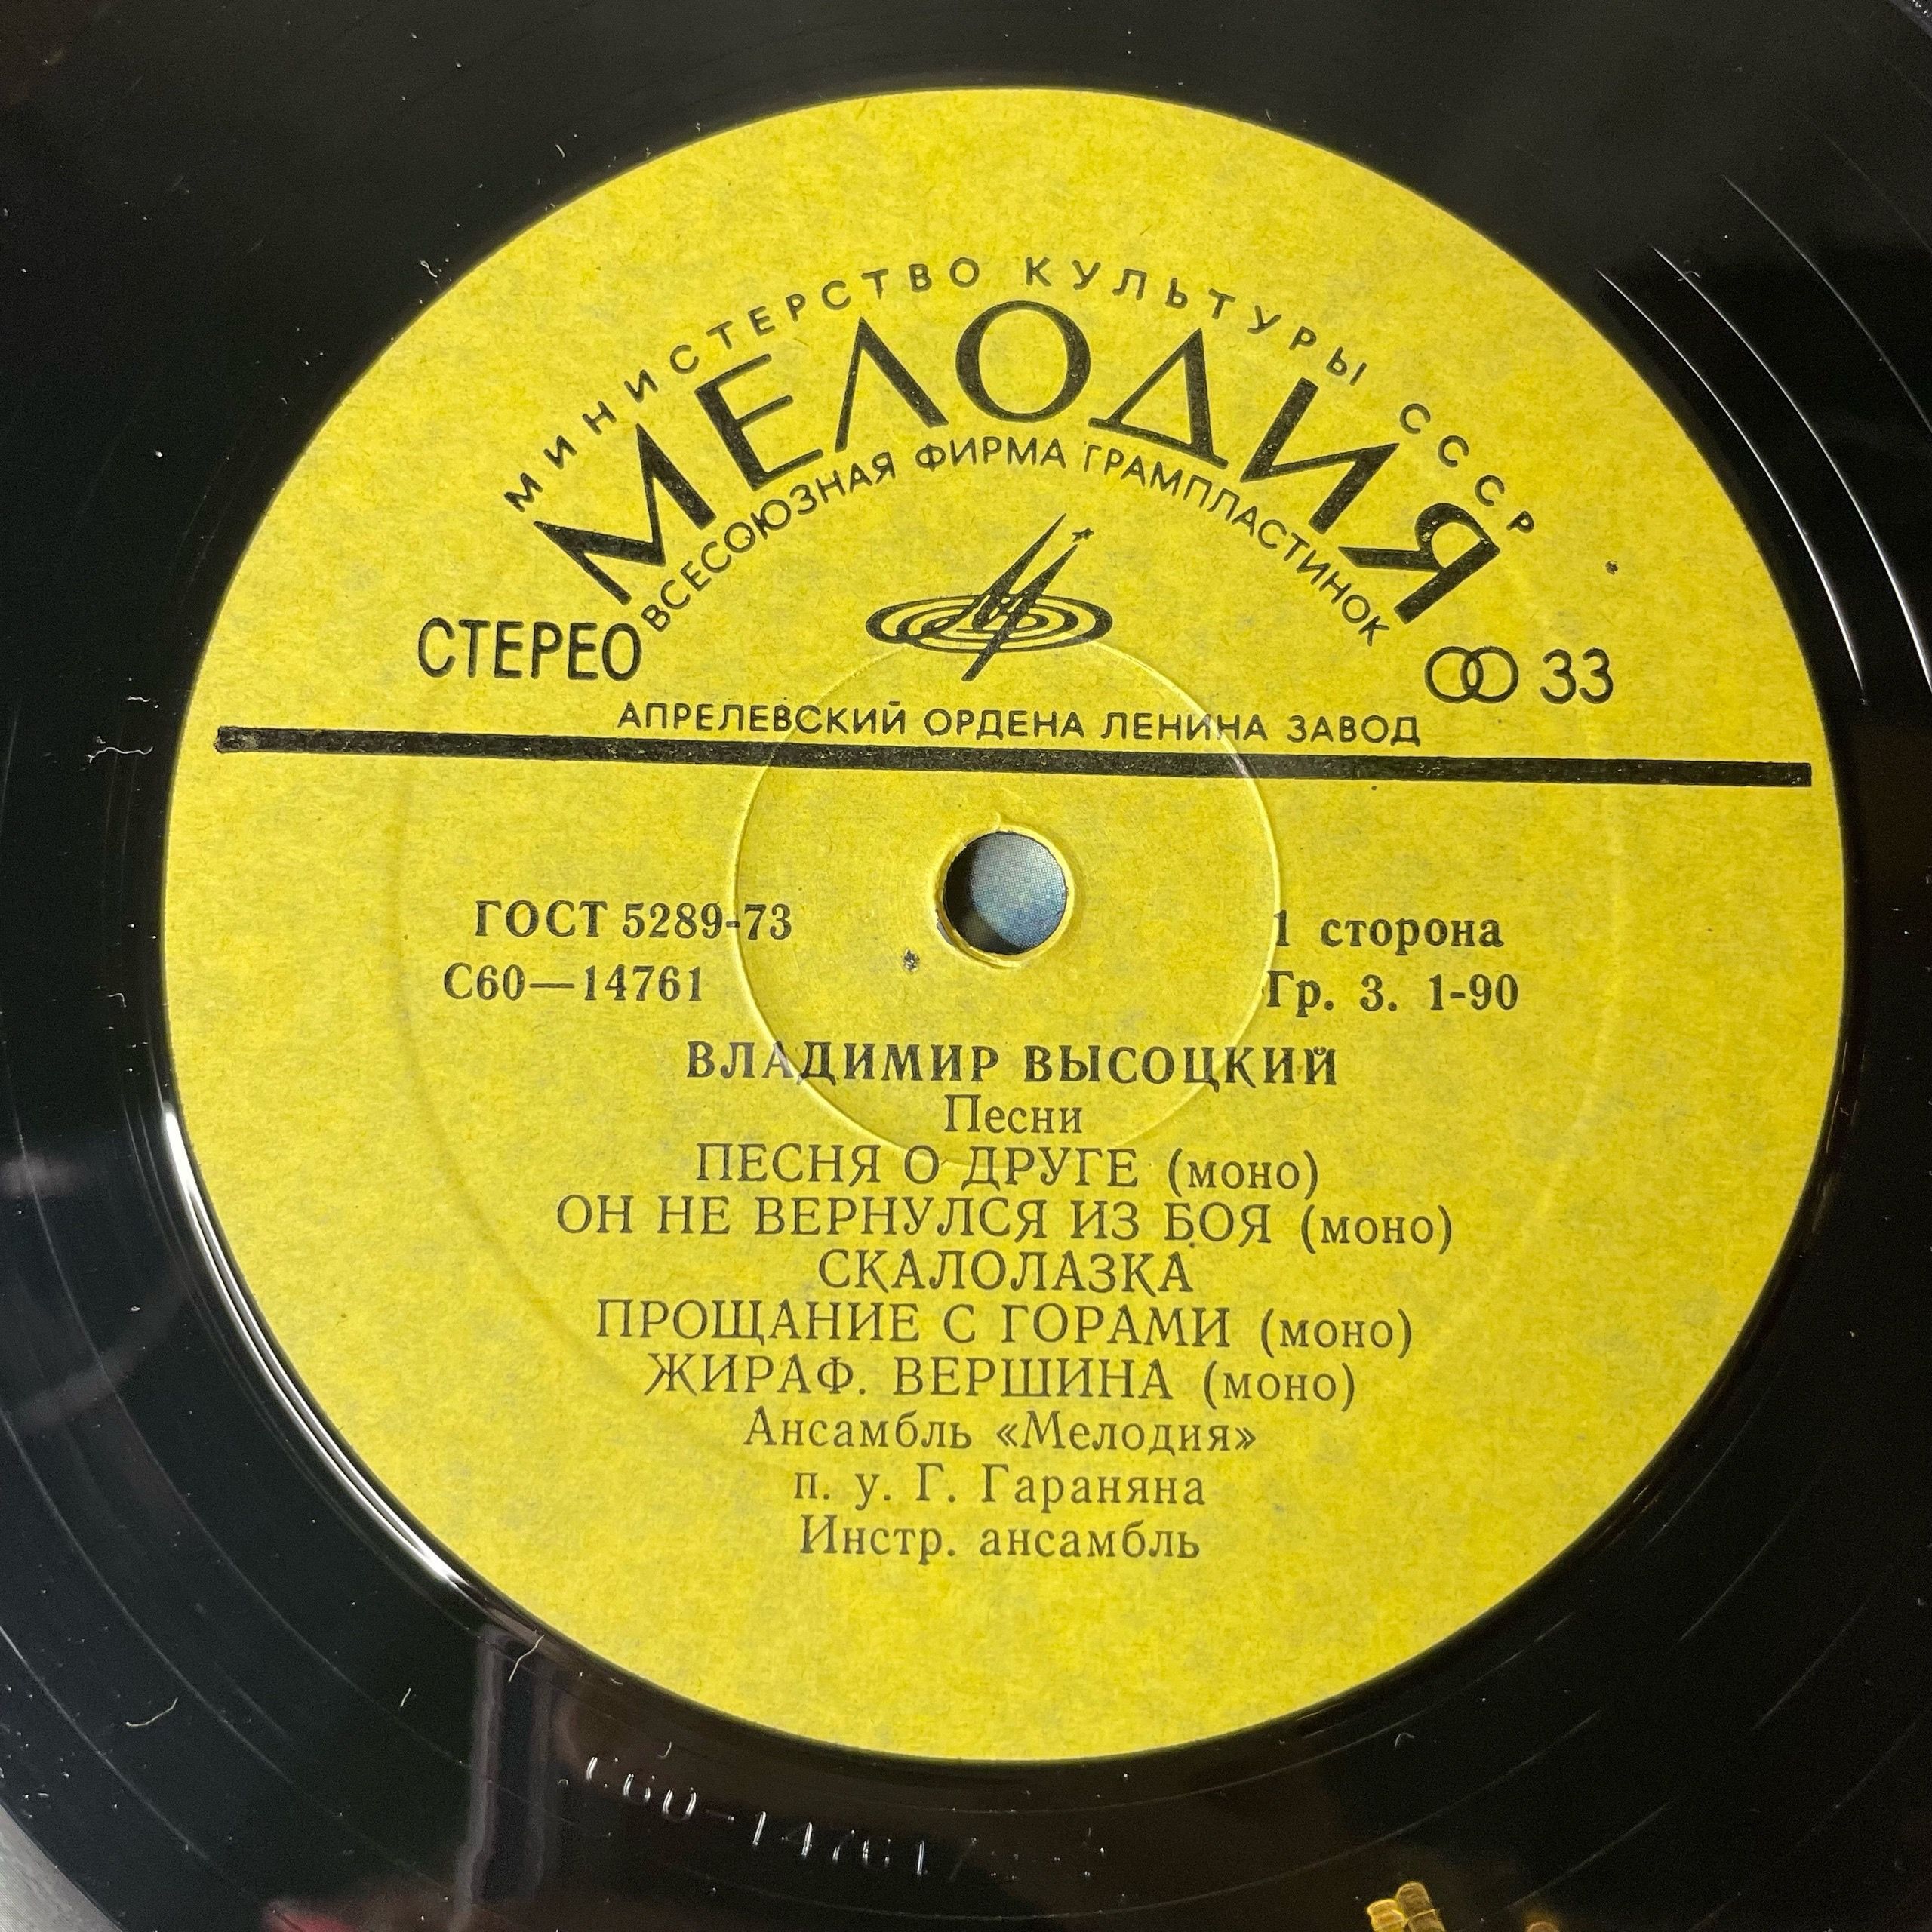 МИНИСТЕРСТВО КУЛЬТУРЫ СССР
МЕЛОДИЯ
ВСЕСОЮЗНАЯ ФИРМА ГРАМПЛАСТИНОК
СТЕРЕО
33
АПРЕЛЕВСКИЙ ОРДЕНА ЛЕНИНА ЗАВОД
ГОСТ 5289-73
1 сторона
С60—14761
Гр. 3. 1-90
ВЛАДИМИР ВЫСОЦКИЙ
Песни
ПЕСНЯ О ДРУГЕ (моно)
ОН НЕ ВЕРНУЛСЯ ИЗ БОЯ (моно)
СКАЛОЛАЗКА
ПРОЩАНИЕ С ГОРАМИ (моно)
ЖИРАФ. ВЕРШИНА (моно)
Ансамбль «Мелодия»
п. у. Г. Гараняна
Инстр. ансамбль
С60-14761